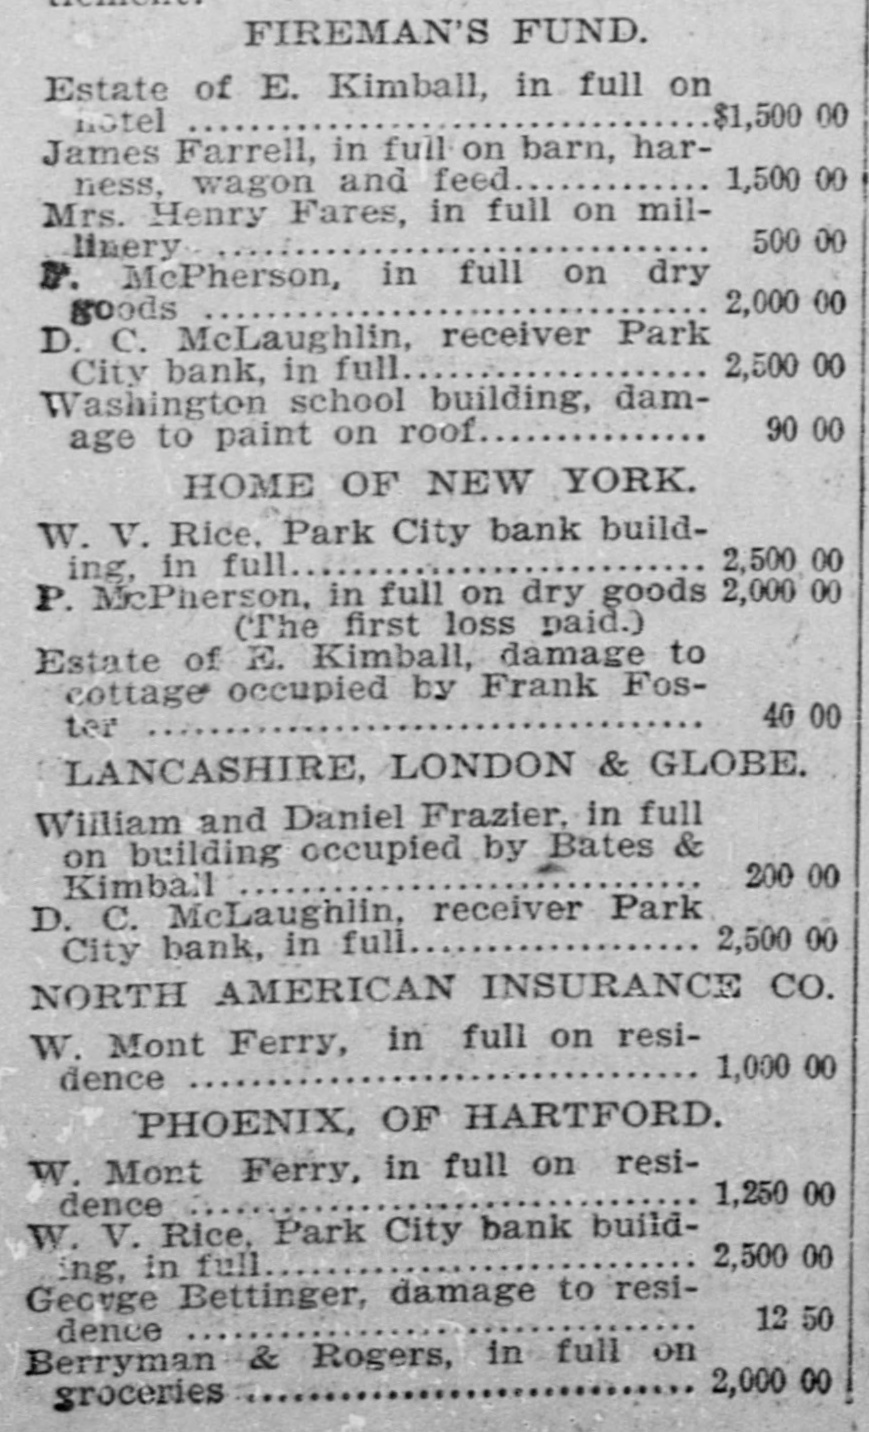 FIREMAN'S FUND.
Estate of E. Kimball, in full on
hotel ..................................$1,500 00
James Farrell, in full on barn, har-
ness, wagon and feed............. 1,500 00
Mrs. Henry Fares, in full on mil-
linery ................................ 500 00
P. McPherson, in full on dry
goods ................................. 2,000 00
D. C. McLaughlin, receiver Park
City bank, in full.................... 2,500 00
Washington school building, dam-
age to paint on roof............... 90 00
HOME OF NEW YORK.
W. V. Rice, Park City bank build-
ing, in full........................... 2,500 00
P. McPherson, in full on dry goods 2,000 00
(The first loss paid.)
Estate of E. Kimball, damage to
cottage occupied by Frank Fos-
ter .................................... 40 00
LANCASHIRE, LONDON & GLOBE.
William and Daniel Frazier, in full
on building occupied by Bates &
Kimball .............................. 200 00
D. C. McLaughlin, receiver Park
City bank, in full................... 2,500 00
NORTH AMERICAN INSURANCE CO.
W. Mont Ferry, in full on resi-
dence ................................. 1,000 00
PHOENIX, OF HARTFORD.
W. Mont Ferry, in full on resi-
dence ................................. 1,250 00
W. V. Rice, Park City bank build-
ing, in full............................ 2,500 00
George Bettinger, damage to resi-
dence ................................. 12 50
Berryman & Rogers, in full on
groceries ............................. 2,000 00